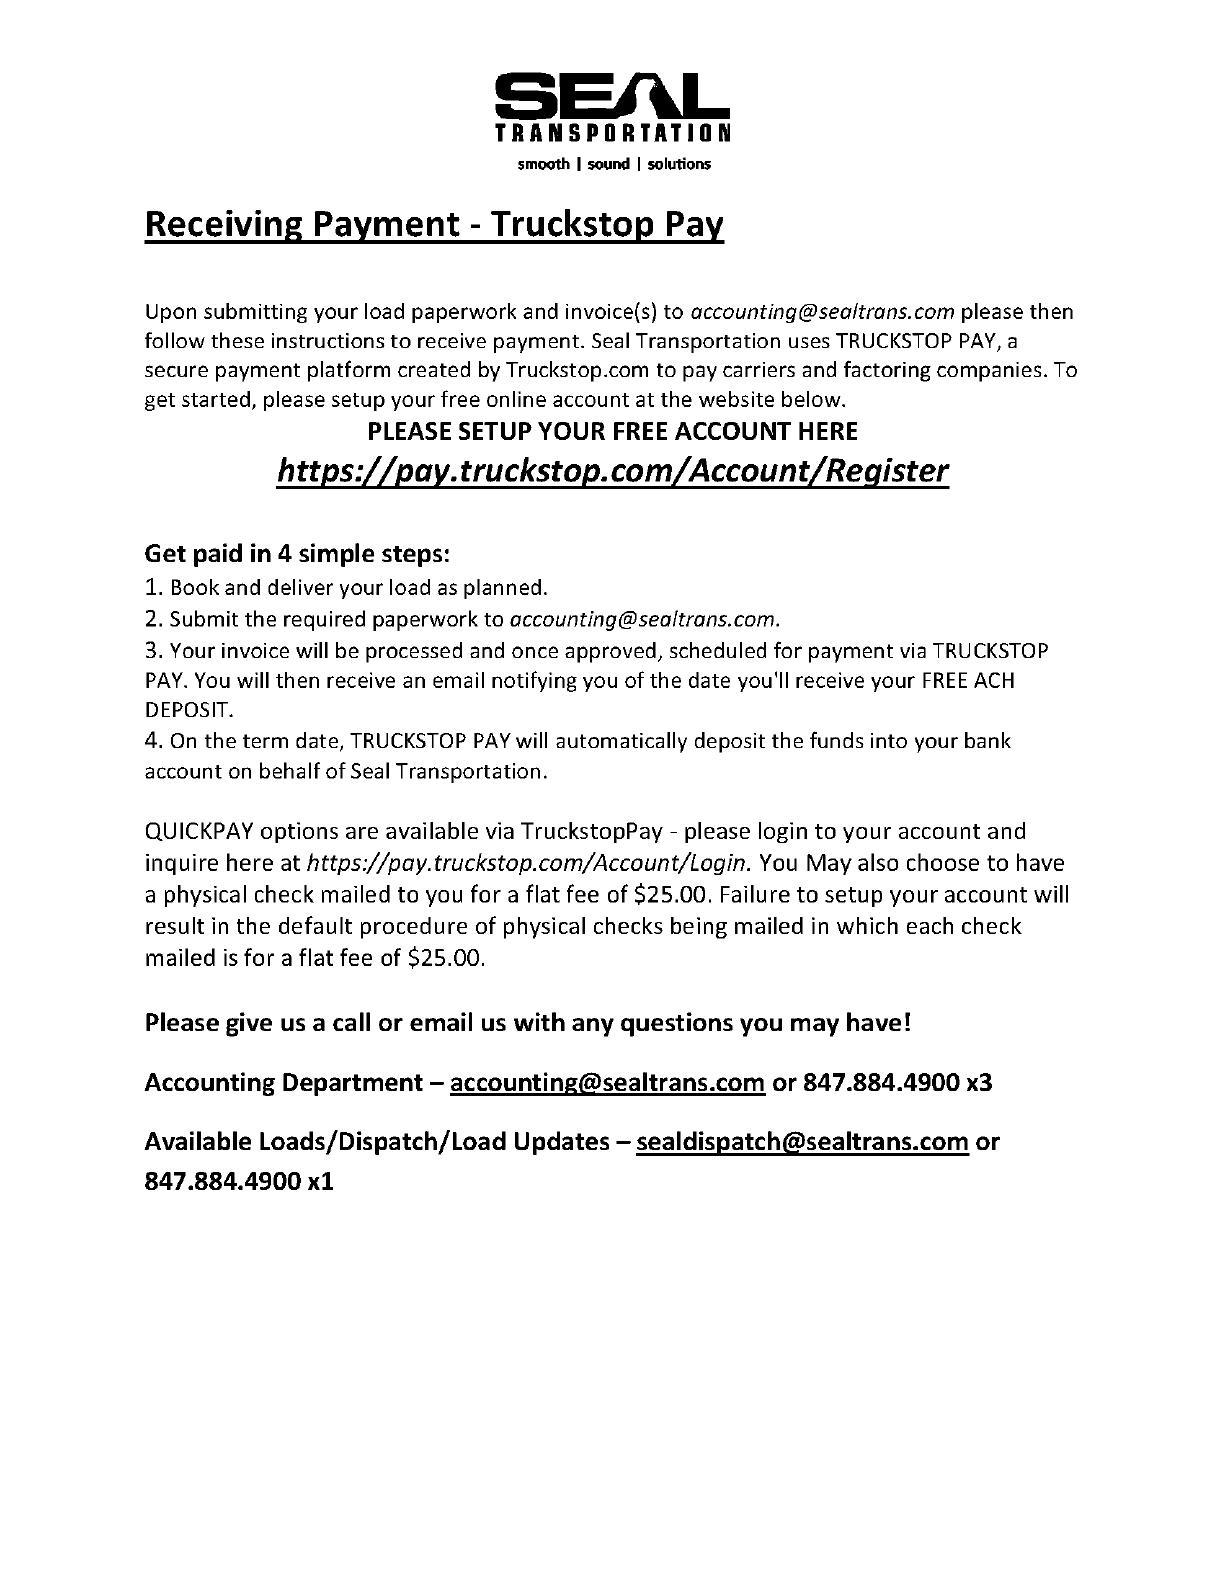 SEAL
TRANSPORTATION
smooth | sound | solutions
Receiving Payment - Truckstop Pay
Upon submitting your load paperwork and invoice(s) to accounting@sealtrans.com please then
follow these instructions to receive payment. Seal Transportation uses TRUCKSTOP PAY, a
secure payment platform created by Truckstop.com to pay carriers and factoring companies. To
get started, please setup your free online account at the website below.
PLEASE SETUP YOUR FREE ACCOUNT HERE
https://pay.truckstop.com/Account/Register
Get paid in 4 simple steps:
1. Book and deliver your load as planned.
2. Submit the required paperwork to accounting@sealtrans.com.
3. Your invoice will be processed and once approved, scheduled for payment via TRUCKSTOP
PAY. You will then receive an email notifying you of the date you'll receive your FREE ACH
DEPOSIT.
4. On the term date, TRUCKSTOP PAY will automatically deposit the funds into your bank
account on behalf of Seal Transportation.
QUICKPAY options are available via TruckstopPay - please login to your account and
inquire here at https://pay.truckstop.com/Account/Login. You May also choose to have
a physical check mailed to you for a flat fee of $25.00. Failure to setup your account will
result in the default procedure of physical checks being mailed in which each check
mailed is for a flat fee of $25.00.
Please give us a call or email us with any questions you may have!
Accounting Department – accounting@sealtrans.com or 847.884.4900 x3
Available Loads/Dispatch/Load Updates – sealdispatch@sealtrans.com or
847.884.4900 x1